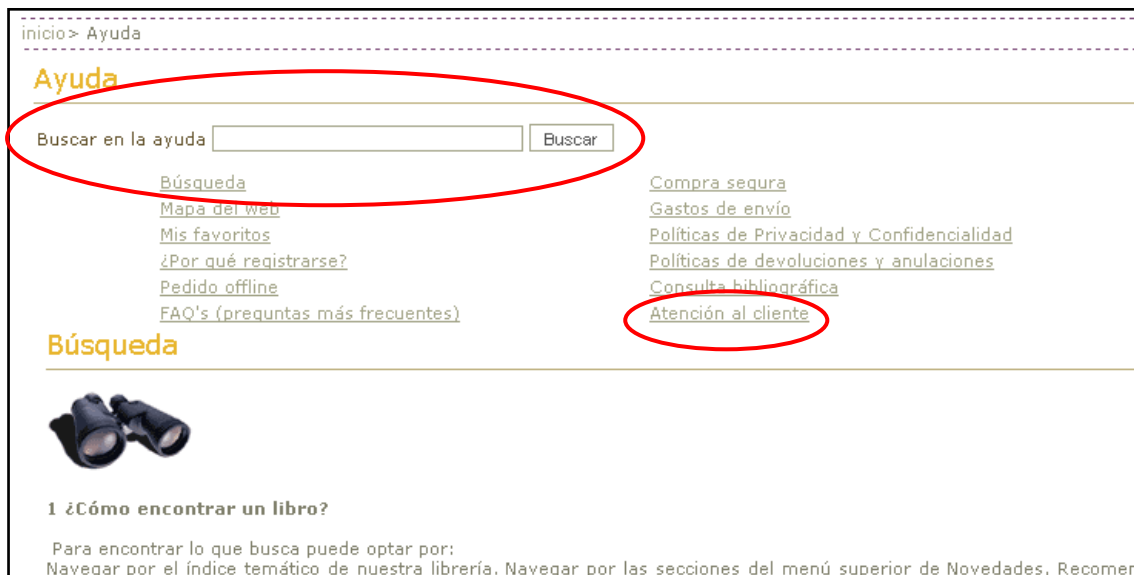 inicio> Ayuda
Ayuda
Buscar en la ayuda Buscar
Búsqueda
Mapa del web
Mis favoritos
¿Por qué registrarse?
Pedido offline
FAQ's (preguntas más frecuentes)
Compra segura
Gastos de envío
Políticas de Privacidad y Confidencialidad
Políticas de devoluciones y anulaciones
Consulta bibliográfica
Atención al cliente
Búsqueda
1 ¿Cómo encontrar un libro?
Para encontrar lo que busca puede optar por:
Navegar por el índice temático de nuestra librería. Navegar por las secciones del menú superior de Novedades, Recomen